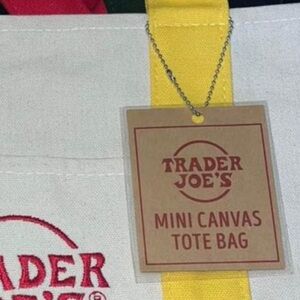 TRADER
JOE'S
MINI CANVAS
TOTE BAG
ADER
JOE'S®